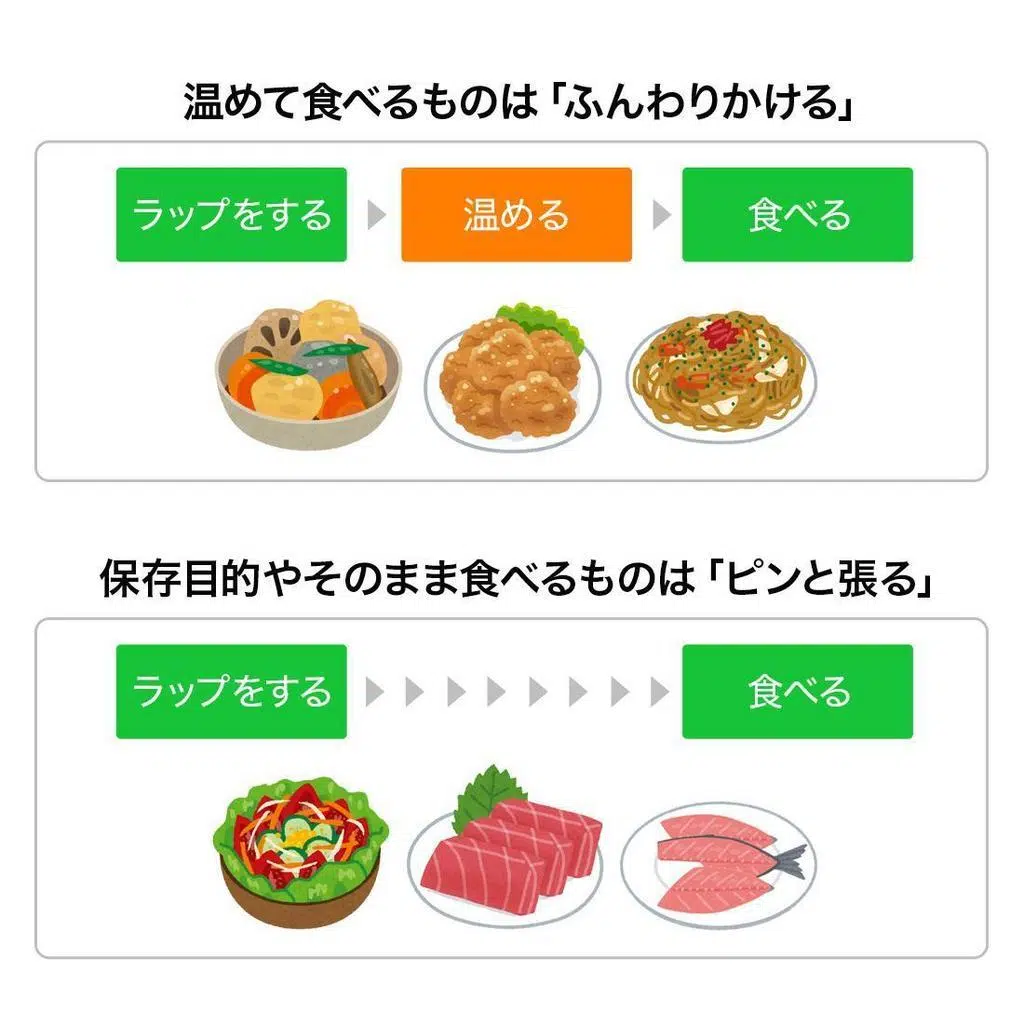 温めて食べるものは「ふんわりかける」
ラップをする
温める
食べる
保存目的やそのまま食べるものは「ピンと張る」
ラップをする
食べる